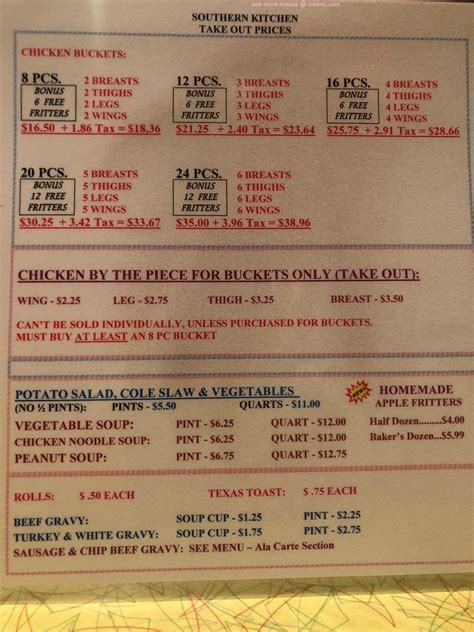 see more menus @ zmenu.com
SOUTHERN KITCHEN
TAKE OUT PRICES
CHICKEN BUCKETS:
8 PCS.
BONUS
6 FREE
FRITTERS
2 BREASTS
2 THIGHS
2 LEGS
2 WINGS
$16.50 + 1.86 Tax = $18.36
12 PCS.
BONUS
6 FREE
FRITTERS
3 BREASTS
3 THIGHS
3 LEGS
3 WINGS
$21.25 + 2.40 Tax = $23.64
16 PCS.
BONUS
6 FREE
FRITTERS
4 BREASTS
4 THIGHS
4 LEGS
4 WINGS
$25.75 + 2.91 Tax = $28.66
20 PCS.
BONUS
12 FREE
FRITTERS
5 BREASTS
5 THIGHS
5 LEGS
5 WINGS
$30.25 + 3.42 Tax = $33.67
24 PCS.
BONUS
12 FREE
FRITTERS
6 BREASTS
6 THIGHS
6 LEGS
6 WINGS
$35.00 + 3.96 Tax = $38.96
CHICKEN BY THE PIECE FOR BUCKETS ONLY (TAKE OUT):
WING - $2.25 LEG - $2.75 THIGH - $3.25 BREAST - $3.50
CAN'T BE SOLD INDIVIDUALLY, UNLESS PURCHASED FOR BUCKETS.
MUST BUY AT LEAST AN 8 PC BUCKET
POTATO SALAD, COLE SLAW & VEGETABLES
(NO ½ PINTS): PINTS - $5.50 QUARTS - $11.00
VEGETABLE SOUP: PINT - $6.25 QUART - $12.00
CHICKEN NOODLE SOUP: PINT - $6.25 QUART - $12.00
PEANUT SOUP: PINT - $6.75 QUART - $12.75
HOMEMADE
APPLE FRITTERS
Half Dozen.........$4.00
Baker's Dozen...$5.99
ROLLS: $ .50 EACH TEXAS TOAST: $ .75 EACH
BEEF GRAVY: SOUP CUP - $1.25 PINT - $2.25
TURKEY & WHITE GRAVY: SOUP CUP - $1.75 PINT - $2.75
SAUSAGE & CHIP BEEF GRAVY: SEE MENU – Ala Carte Section